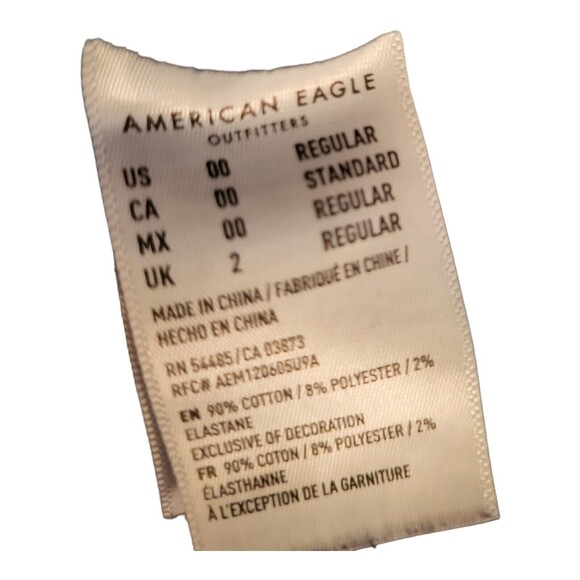 AMERICAN EAGLE
OUTFITTERS
US 00 REGULAR
CA 00 STANDARD
MX 00 REGULAR
UK 2 REGULAR
MADE IN CHINA / FABRIQUÉ EN CHINE /
HECHO EN CHINA
RN 54485 / CA 03873
RFC# AEM120605U9A
EN 90% COTTON / 8% POLYESTER / 2%
ELASTANE
EXCLUSIVE OF DECORATION
FR 90% COTON / 8% POLYESTER / 2%
ÉLASTHANNE
À L'EXCEPTION DE LA GARNITURE